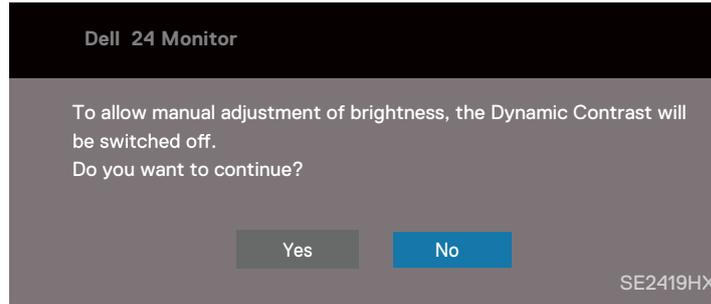 Dell 24 Monitor
To allow manual adjustment of brightness, the Dynamic Contrast will
be switched off.
Do you want to continue?
Yes No
SE2419HX